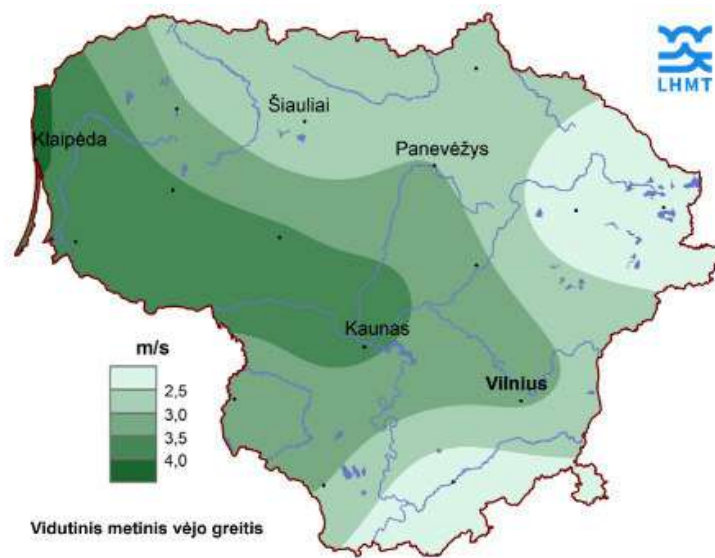 LHMT
Šiauliai
Klaipėda
Panevėžys
Kaunas
Vilnius
m/s
2,5
3,0
3,5
4,0
Vidutinis metinis vėjo greitis